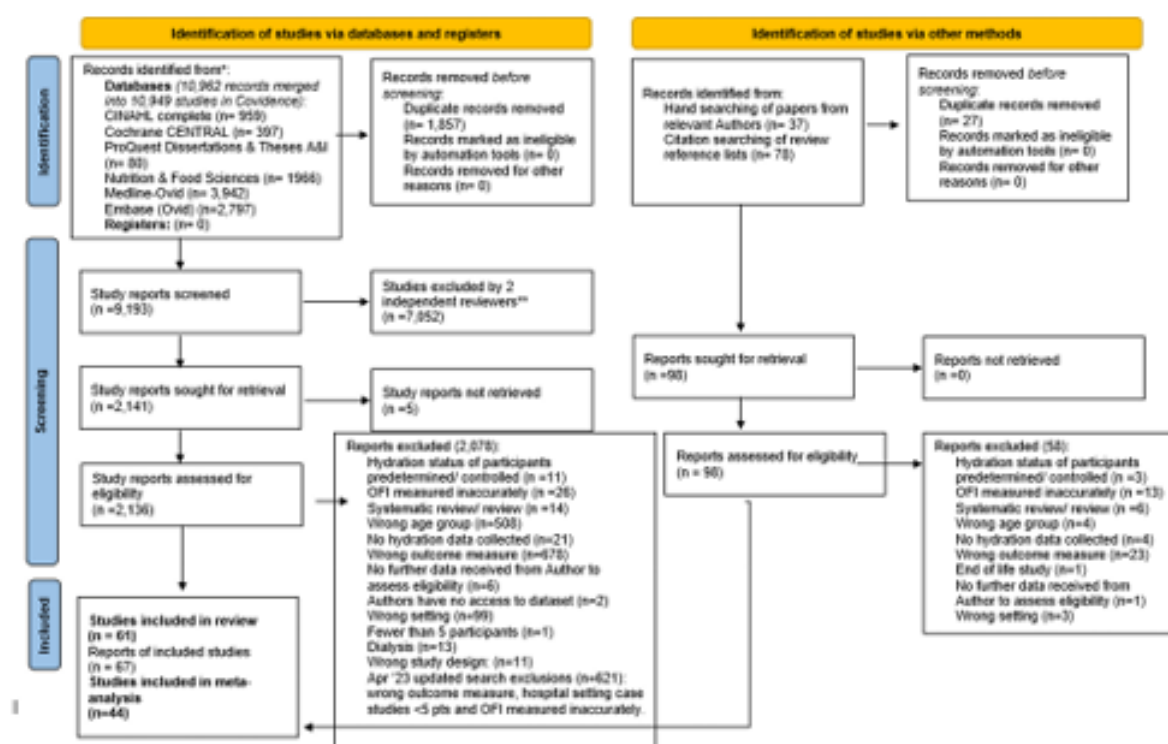 Identification of studies via databases and registers
Identification of studies via other methods
Identification
Records identified from*:
Databases (10,962 records merged
into 10,949 studies in Covidence):
CINAHL complete (n= 959)
Cochrane CENTRAL (n= 397)
ProQuest Dissertations & Theses A&I
(n= 80)
Nutrition & Food Sciences (n= 1966)
Medline-Ovid (n= 3,942)
Embase (Ovid) (n=2,797)
Registers: (n= 0)
Records removed before
screening:
Duplicate records removed
(n= 1,857)
Records marked as ineligible
by automation tools (n= 0)
Records removed for other
reasons (n= 0)
Records identified from:
Hand searching of papers from
relevant Authors (n= 37)
Citation searching of review
reference lists (n= 78)
Records removed before
screening:
Duplicate records removed
(n= 27)
Records marked as ineligible
by automation tools (n= 0)
Records removed for other
reasons (n= 0)
Screening
Study reports screened
(n =9,193)
Studies excluded by 2
independent reviewers**
(n =7,052)
Study reports sought for retrieval
(n =2,141)
Study reports not retrieved
(n =5)
Reports sought for retrieval
(n =98)
Reports not retrieved
(n =0)
Study reports assessed for
eligibility
(n =2,136)
Reports excluded (2,078):
Hydration status of participants
predetermined/ controlled (n =11)
OFI measured inaccurately (n =26)
Systematic review/ review (n =14)
Wrong age group (n=508)
No hydration data collected (n=21)
Wrong outcome measure (n=678)
No further data received from Author to
assess eligibility (n=6)
Authors have no access to dataset (n=2)
Wrong setting (n=99)
Fewer than 5 participants (n=1)
Dialysis (n=13)
Wrong study design: (n=11)
Apr '23 updated search exclusions (n=621):
wrong outcome measure, hospital setting case
studies <5 pts and OFI measured inaccurately.
Reports assessed for eligibility
(n = 98)
Reports excluded (58):
Hydration status of participants
predetermined/ controlled (n =3)
OFI measured inaccurately (n =13)
Systematic review/ review (n =6)
Wrong age group (n=4)
No hydration data collected (n=4)
Wrong outcome measure (n=23)
End of life study (n=1)
No further data received from
Author to assess eligibility (n=1)
Wrong setting (n=3)
Included
Studies included in review
(n = 61)
Reports of included studies
(n = 67)
Studies included in meta-
analysis
(n=44)